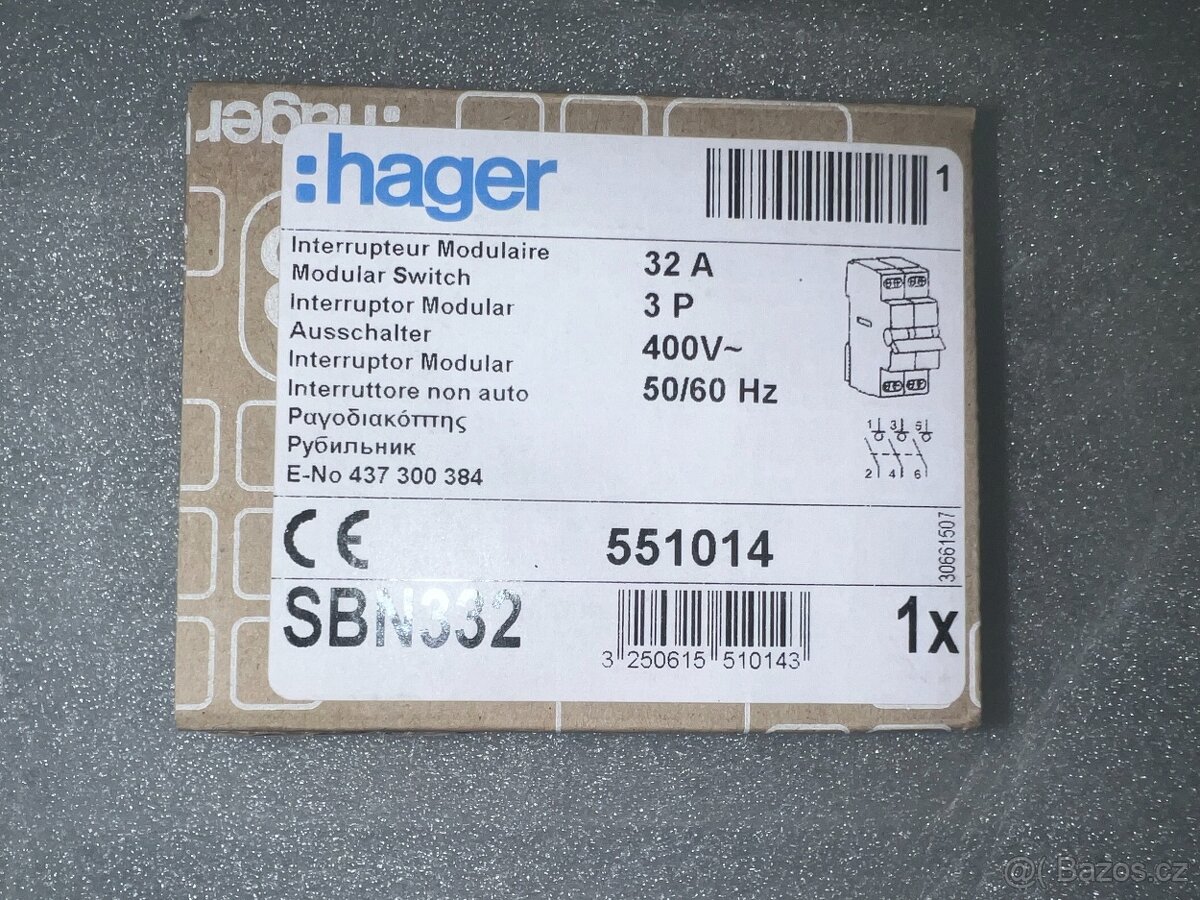 :hager
:hager
1
Interrupteur Modulaire
Modular Switch
Interruptor Modular
Ausschalter
Interruptor Modular
Interruttore non auto
Ραγοδιακόπτης
Рубильник
E-No 437 300 384
32 A
3 P
400V~
50/60 Hz
1 3 5
2 4 6
CE
551014
30661507
SBN332
3 250615 510143
1x
@( Bazos.cz